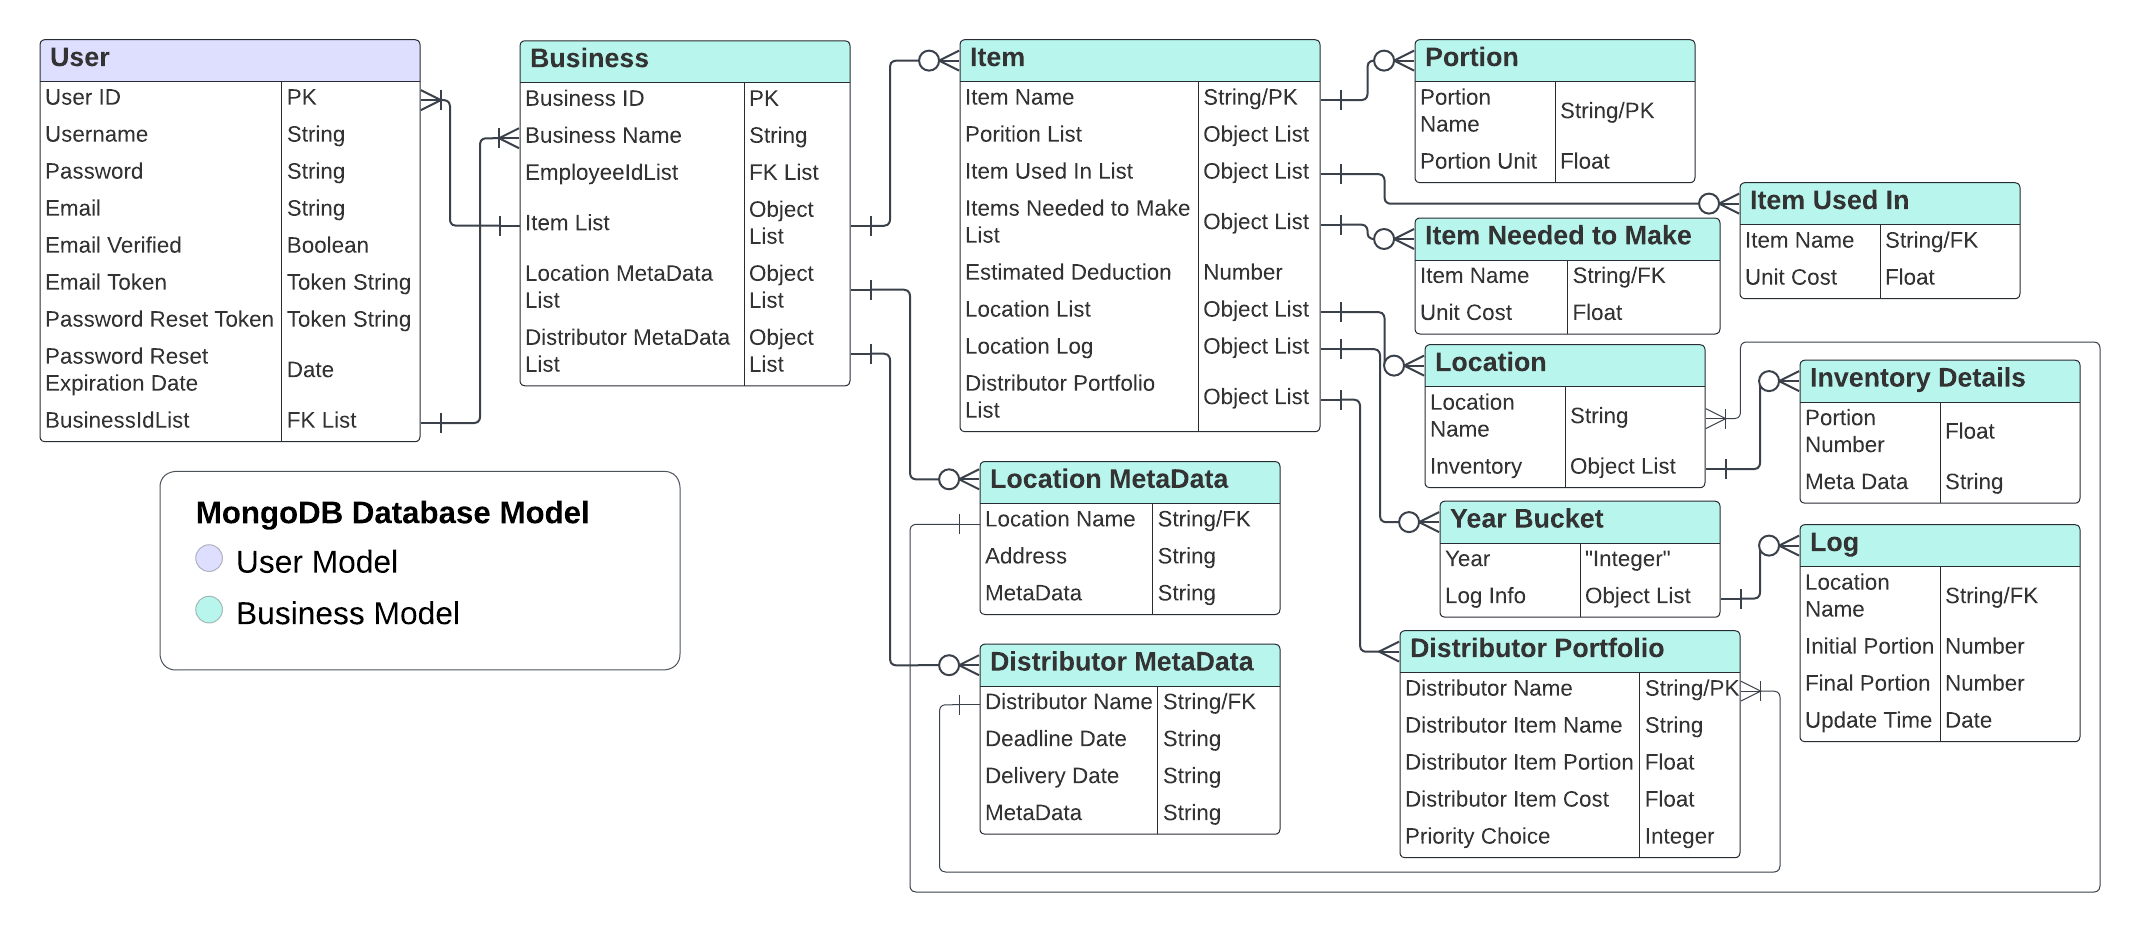 User
User ID PK
Username String
Password String
Email String
Email Verified Boolean
Email Token Token String
Password Reset Token Token String
Password Reset
Expiration Date Date
BusinessIdList FK List
MongoDB Database Model
User Model
Business Model
Business
Business ID PK
Business Name String
EmployeeIdList FK List
Item List Object
List
Location MetaData
List Object
List
Distributor MetaData
List Object
List
Item
Item Name String/PK
Porition List Object List
Item Used In List Object List
Items Needed to Make
List Object List
Estimated Deduction Number
Location List Object List
Location Log Object List
Distributor Portfolio
List Object List
Location MetaData
Location Name String/FK
Address String
MetaData String
Distributor MetaData
Distributor Name String/FK
Deadline Date String
Delivery Date String
MetaData String
Portion
Portion
Name String/PK
Portion Unit Float
Item Used In
Item Name String/FK
Unit Cost Float
Item Needed to Make
Item Name String/FK
Unit Cost Float
Location
Location
Name String
Inventory Object List
Inventory Details
Portion
Number Float
Meta Data String
Year Bucket
Year "Integer"
Log Info Object List
Log
Location
Name String/FK
Initial Portion Number
Final Portion Number
Update Time Date
Distributor Portfolio
Distributor Name String/PK
Distributor Item Name String
Distributor Item Portion Float
Distributor Item Cost Float
Priority Choice Integer